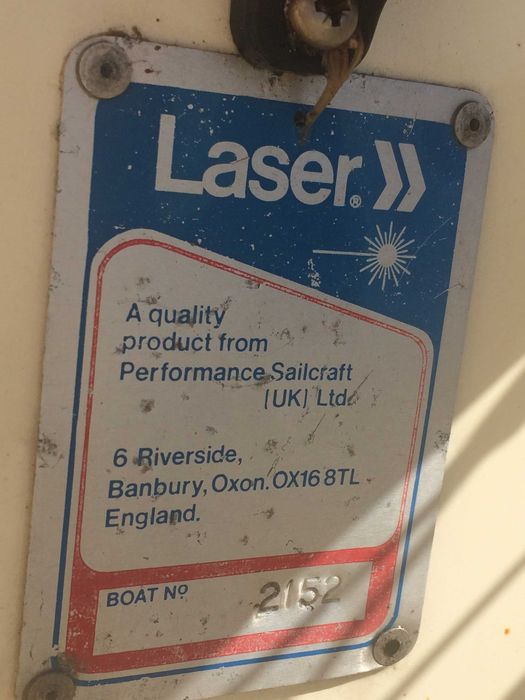 Laser®
A quality
product from
Performance Sailcraft
(UK) Ltd.
6 Riverside,
Banbury, Oxon. OX16 8TL
England.
BOAT Nº 2152